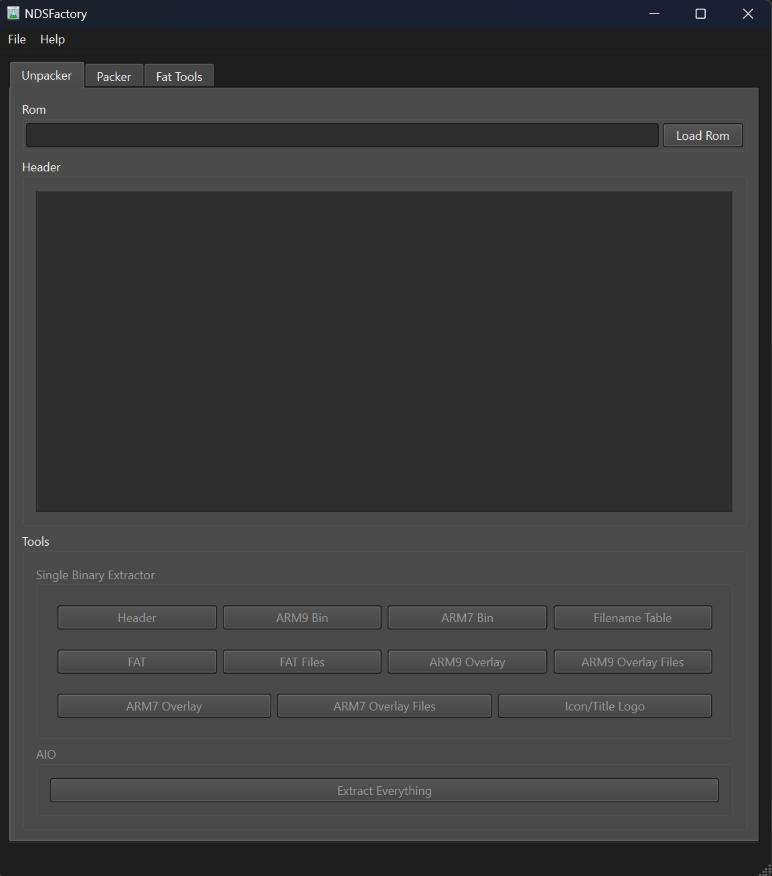 NDSFactory
File Help
Unpacker Packer Fat Tools
Rom
Load Rom
Header
Tools
Single Binary Extractor
Header ARM9 Bin ARM7 Bin Filename Table
FAT FAT Files ARM9 Overlay ARM9 Overlay Files
ARM7 Overlay ARM7 Overlay Files Icon/Title Logo
AIO
Extract Everything